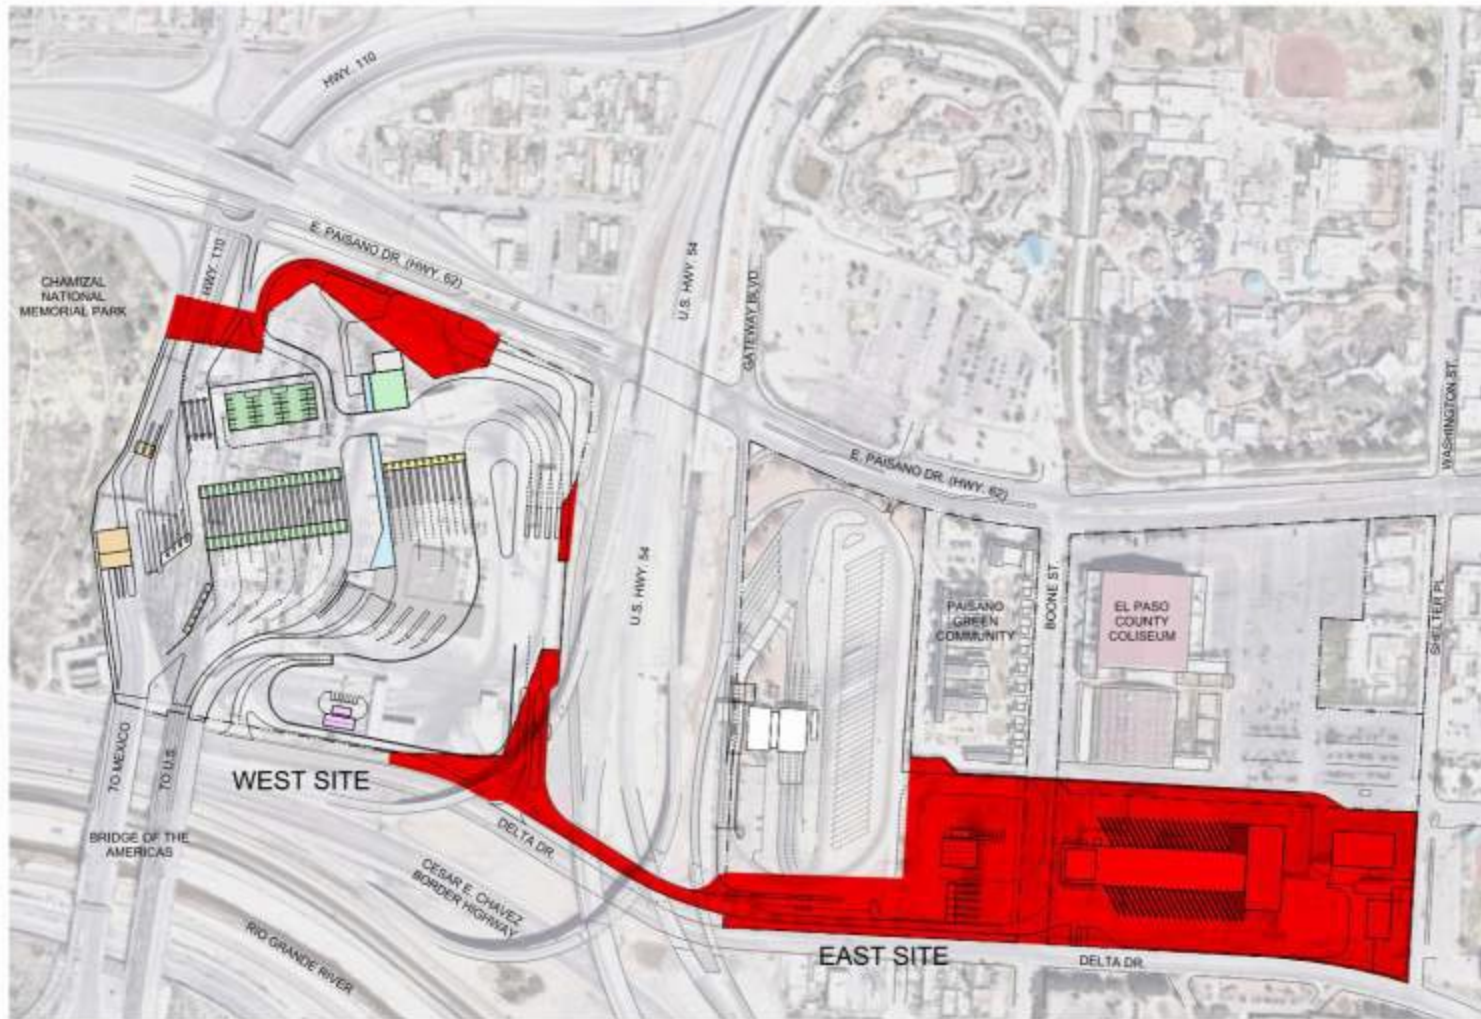 HWY. 110
E. PAISANO DR. (HWY. 62)
HWY. 110
CHAMIZAL
NATIONAL
MEMORIAL PARK
U.S. HWY. 54
GATEWAY BLVD.
WASHINGTON ST.
E. PAISANO DR. (HWY. 62)
U.S. HWY. 54
PAISANO
GREEN
COMMUNITY
BOONE ST.
EL PASO
COUNTY
COLISEUM
SHELTER PL.
TO MEXICO
TO U.S.
WEST SITE
BRIDGE OF THE
AMERICAS
DELTA DR.
CESAR E. CHAVEZ
BORDER HIGHWAY
RIO GRANDE RIVER
EAST SITE
DELTA DR.